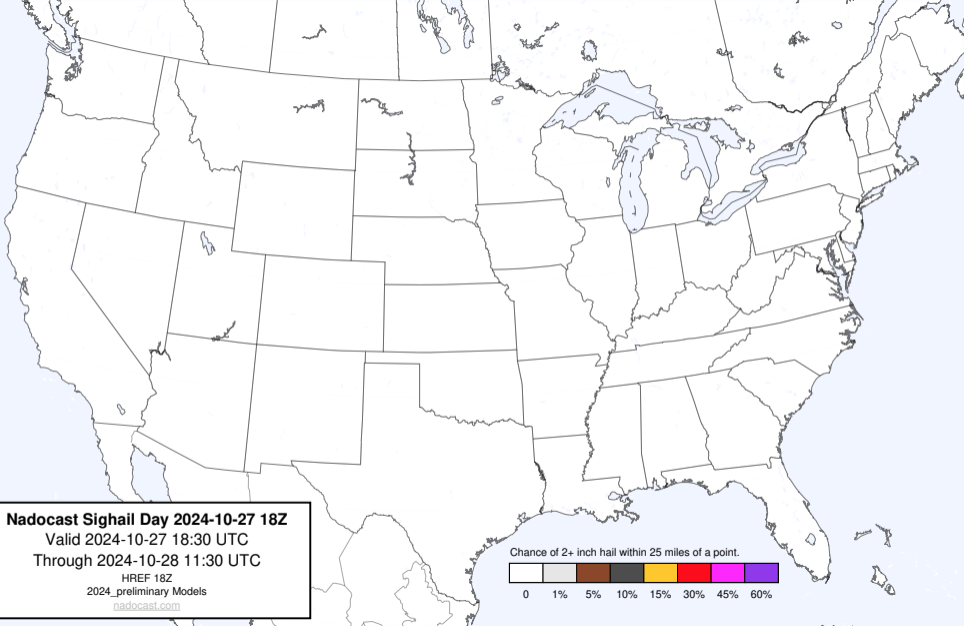 Nadocast Sighail Day 2024-10-27 18Z
Valid 2024-10-27 18:30 UTC
Through 2024-10-28 11:30 UTC
HREF 18Z
2024_preliminary Models
nadocast.com
Chance of 2+ inch hail within 25 miles of a point.
0 1% 5% 10% 15% 30% 45% 60%